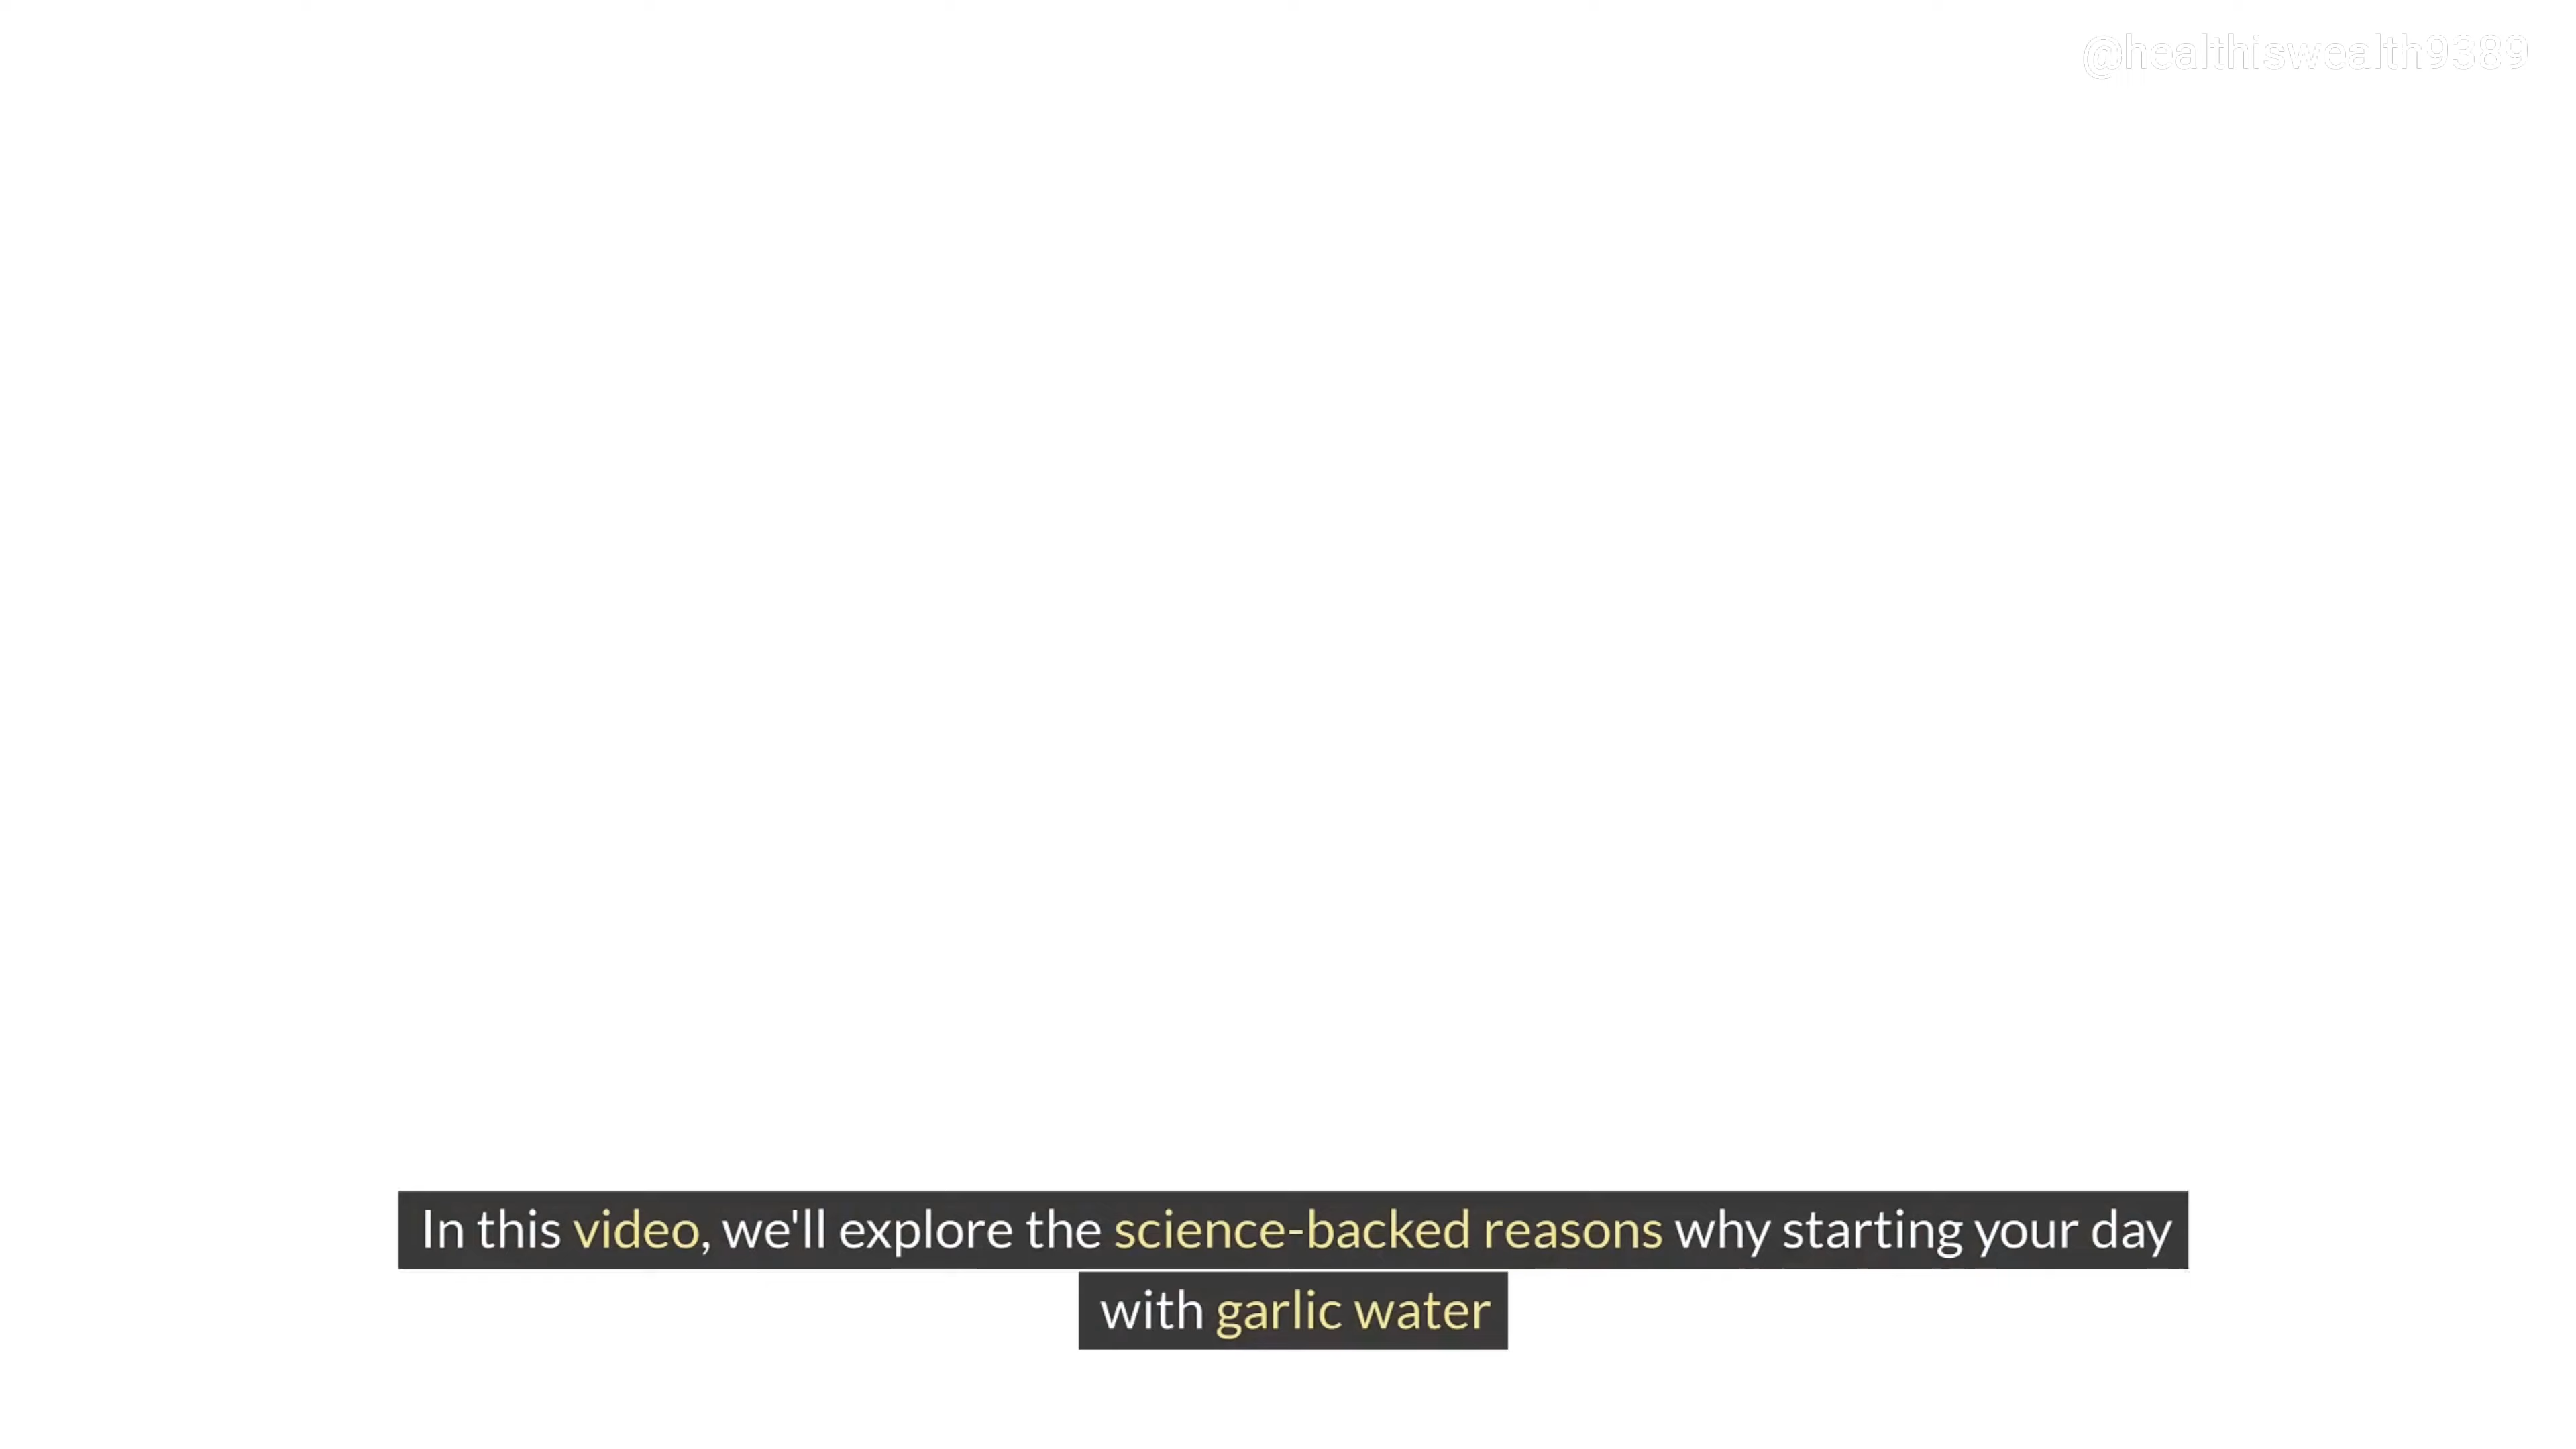 @healthiswealth9389
In this video, we'll explore the science-backed reasons why starting your day
with garlic water